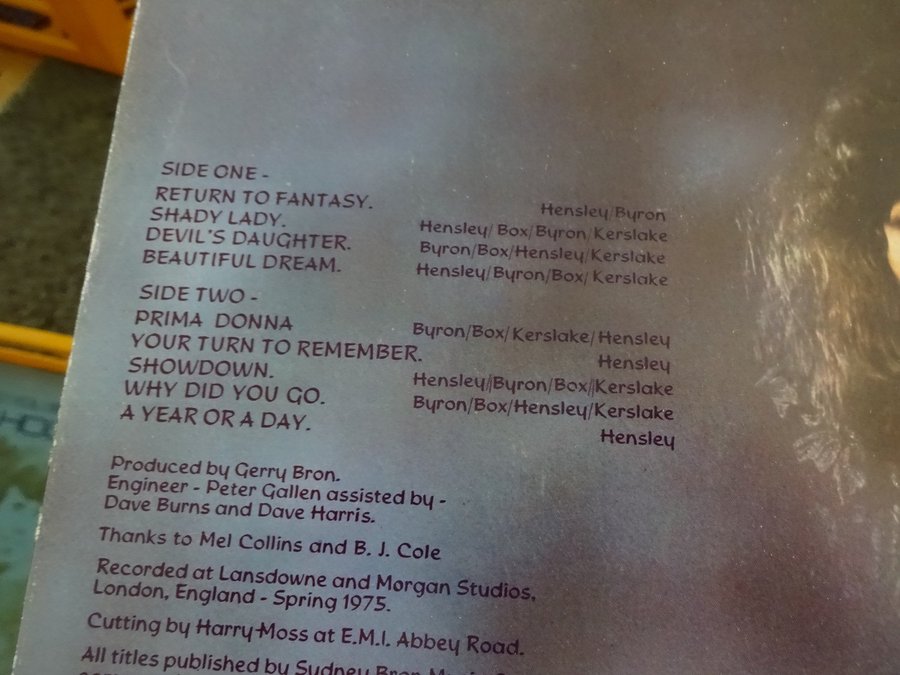 SIDE ONE -
RETURN TO FANTASY. Hensley/Byron
SHADY LADY. Hensley/Box/Byron/Kerslake
DEVIL'S DAUGHTER. Byron/Box/Hensley/Kerslake
BEAUTIFUL DREAM. Hensley/Byron/Box/Kerslake
SIDE TWO -
PRIMA DONNA Byron/Box/Kerslake/Hensley
YOUR TURN TO REMEMBER. Hensley
SHOWDOWN. Hensley//Byron/Box//Kerslake
WHY DID YOU GO. Byron/Box/Hensley/Kerslake
A YEAR OR A DAY. Hensley
Produced by Gerry Bron.
Engineer - Peter Gallen assisted by -
Dave Burns and Dave Harris.
Thanks to Mel Collins and B. J. Cole
Recorded at Lansdowne and Morgan Studios,
London, England - Spring 1975.
Cutting by Harry Moss at E.M.I. Abbey Road.
All titles published by Sydney Bron